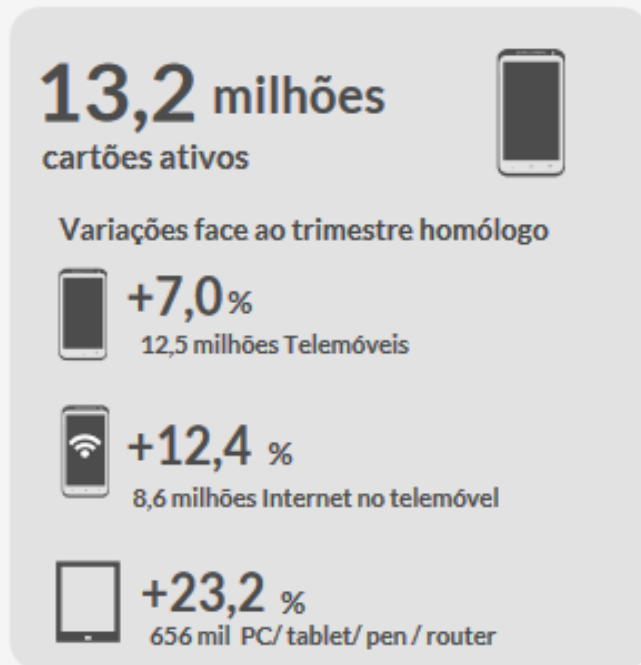 13,2 milhões
cartões ativos
Variações face ao trimestre homólogo
+7,0%
12,5 milhões Telemóveis
+12,4 %
8,6 milhões Internet no telemóvel
+23,2 %
656 mil PC/ tablet/ pen / router